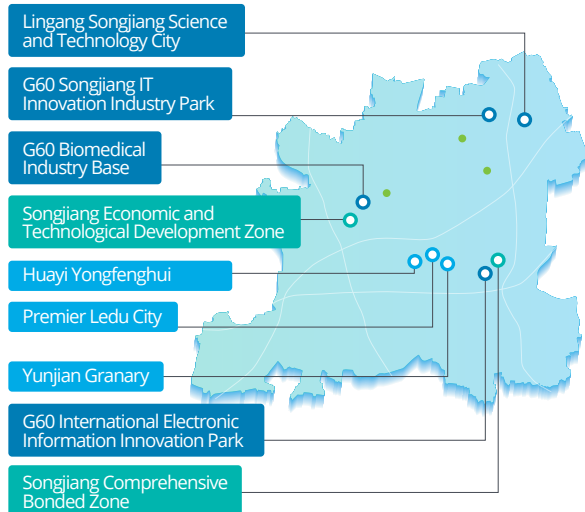 Lingang Songjiang Science
and Technology City
G60 Songjiang IT
Innovation Industry Park
G60 Biomedical
Industry Base
Songjiang Economic and
Technological Development Zone
Huayi Yongfenghui
Premier Ledu City
Yunjian Granary
G60 International Electronic
Information Innovation Park
Songjiang Comprehensive
Bonded Zone